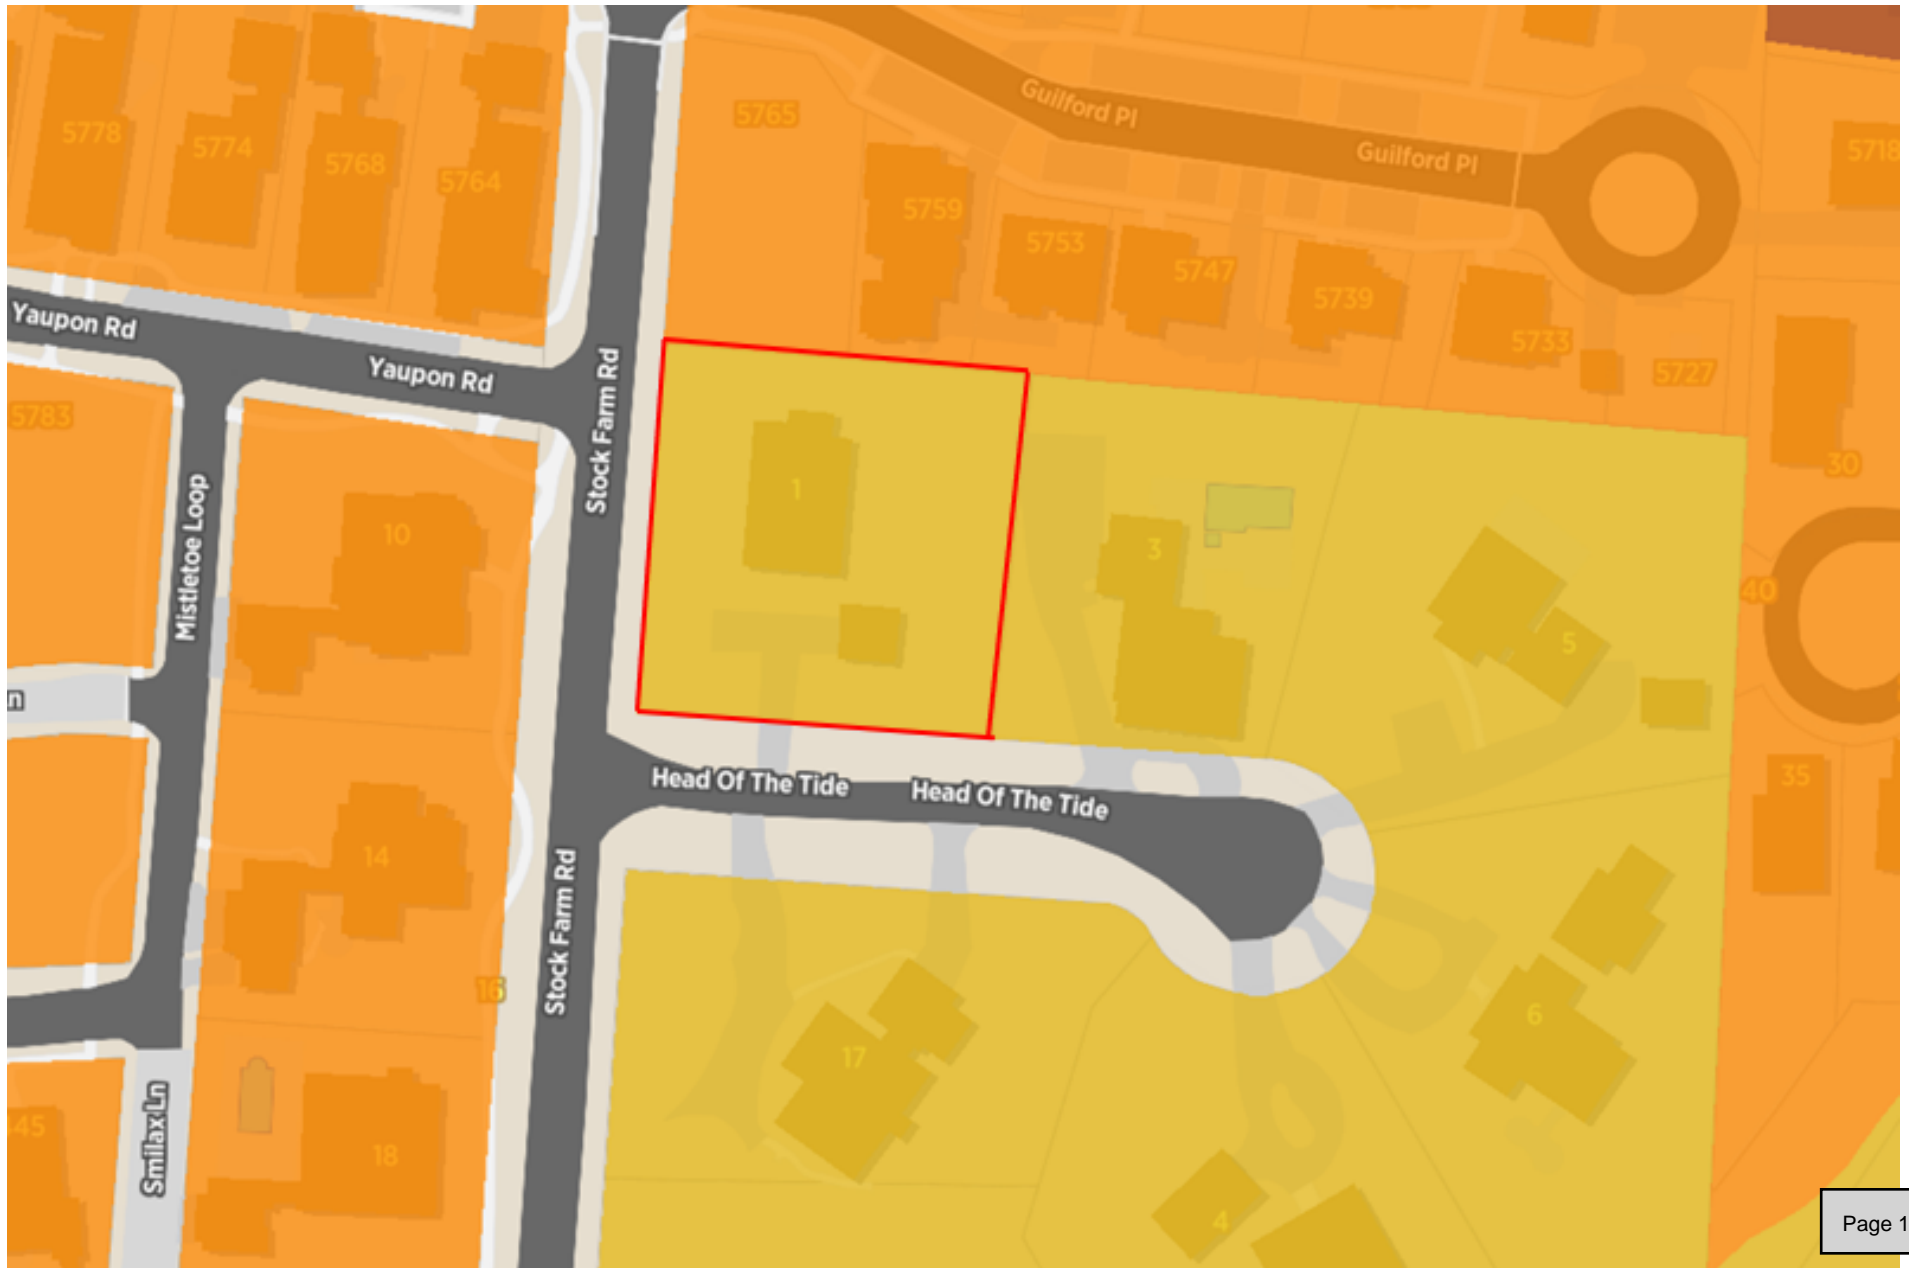 5765
Guilford Pl
Guilford Pl
5778
5774
5768
5764
5759
5753
5747
5739
5733
5727
5718
Yaupon Rd
Yaupon Rd
Stock Farm Rd
5783
Mistletoe Loop
10
1
3
5
30
40
n
Head Of The Tide
Head Of The Tide
35
14
16
Stock Farm Rd
17
6
45
Smilax Ln
18
4
Page 1